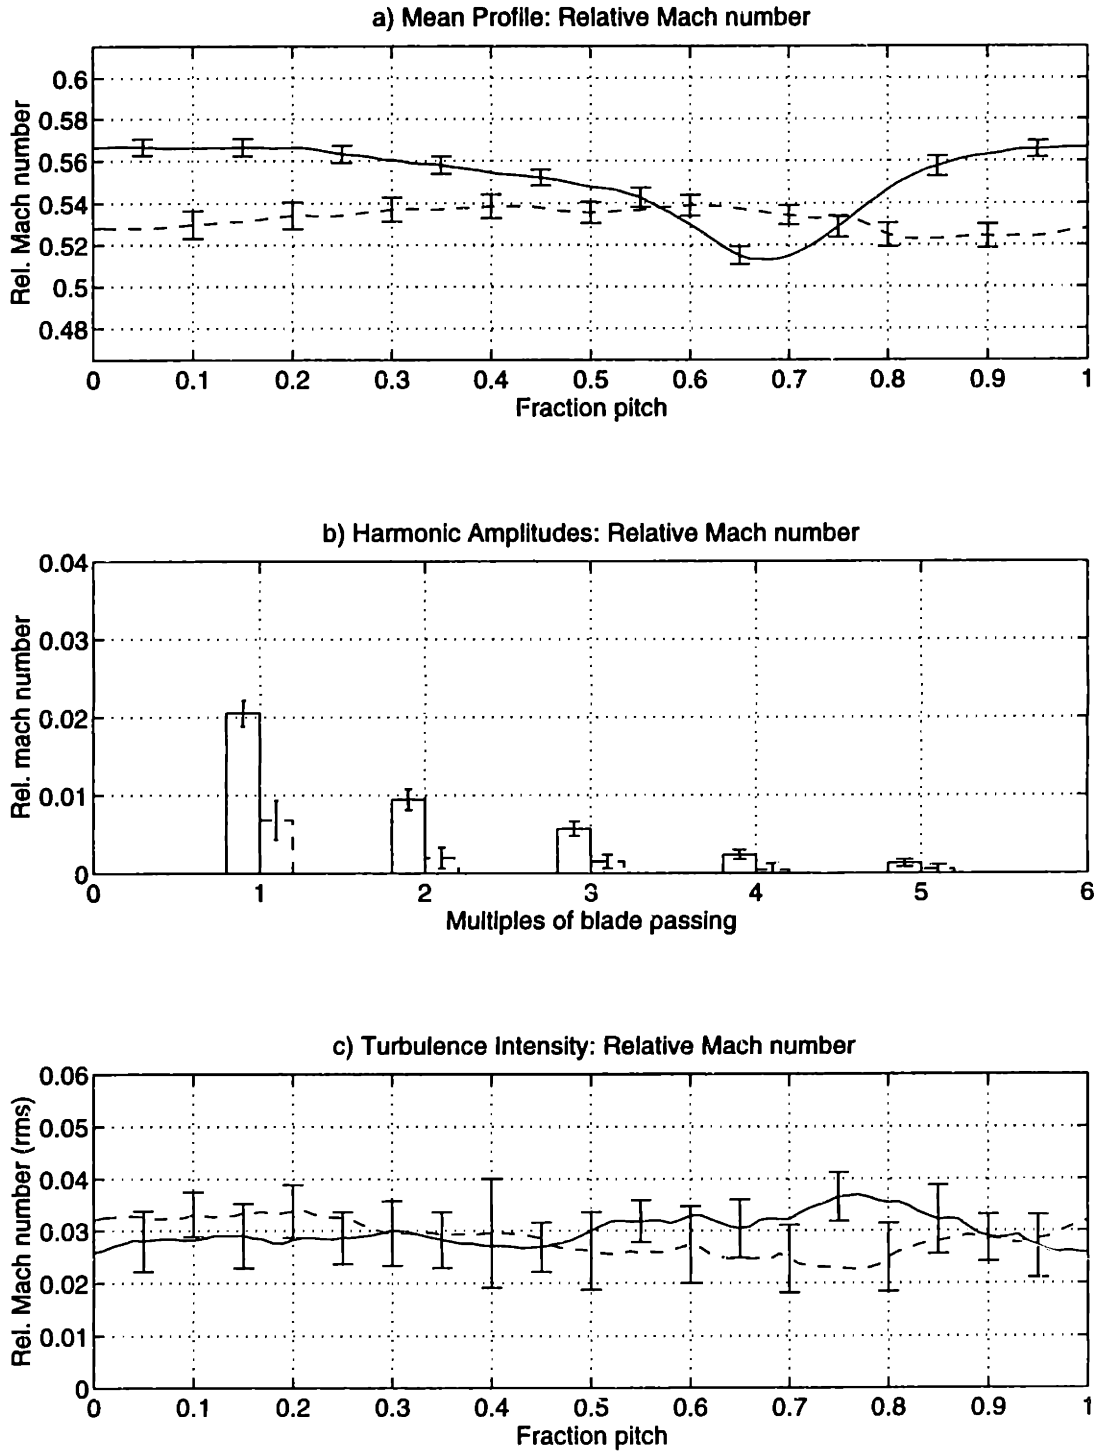 a) Mean Profile: Relative Mach number
Rel. Mach number
0.6
0.58
0.56
0.54
0.52
0.5
0.48
0 0.1 0.2 0.3 0.4 0.5 0.6 0.7 0.8 0.9 1
Fraction pitch
b) Harmonic Amplitudes: Relative Mach number
Rel. mach number
0.04
0.03
0.02
0.01
0
0 1 2 3 4 5 6
Multiples of blade passing
c) Turbulence Intensity: Relative Mach number
Rel. Mach number (rms)
0.06
0.05
0.04
0.03
0.02
0.01
0
0 0.1 0.2 0.3 0.4 0.5 0.6 0.7 0.8 0.9 1
Fraction pitch